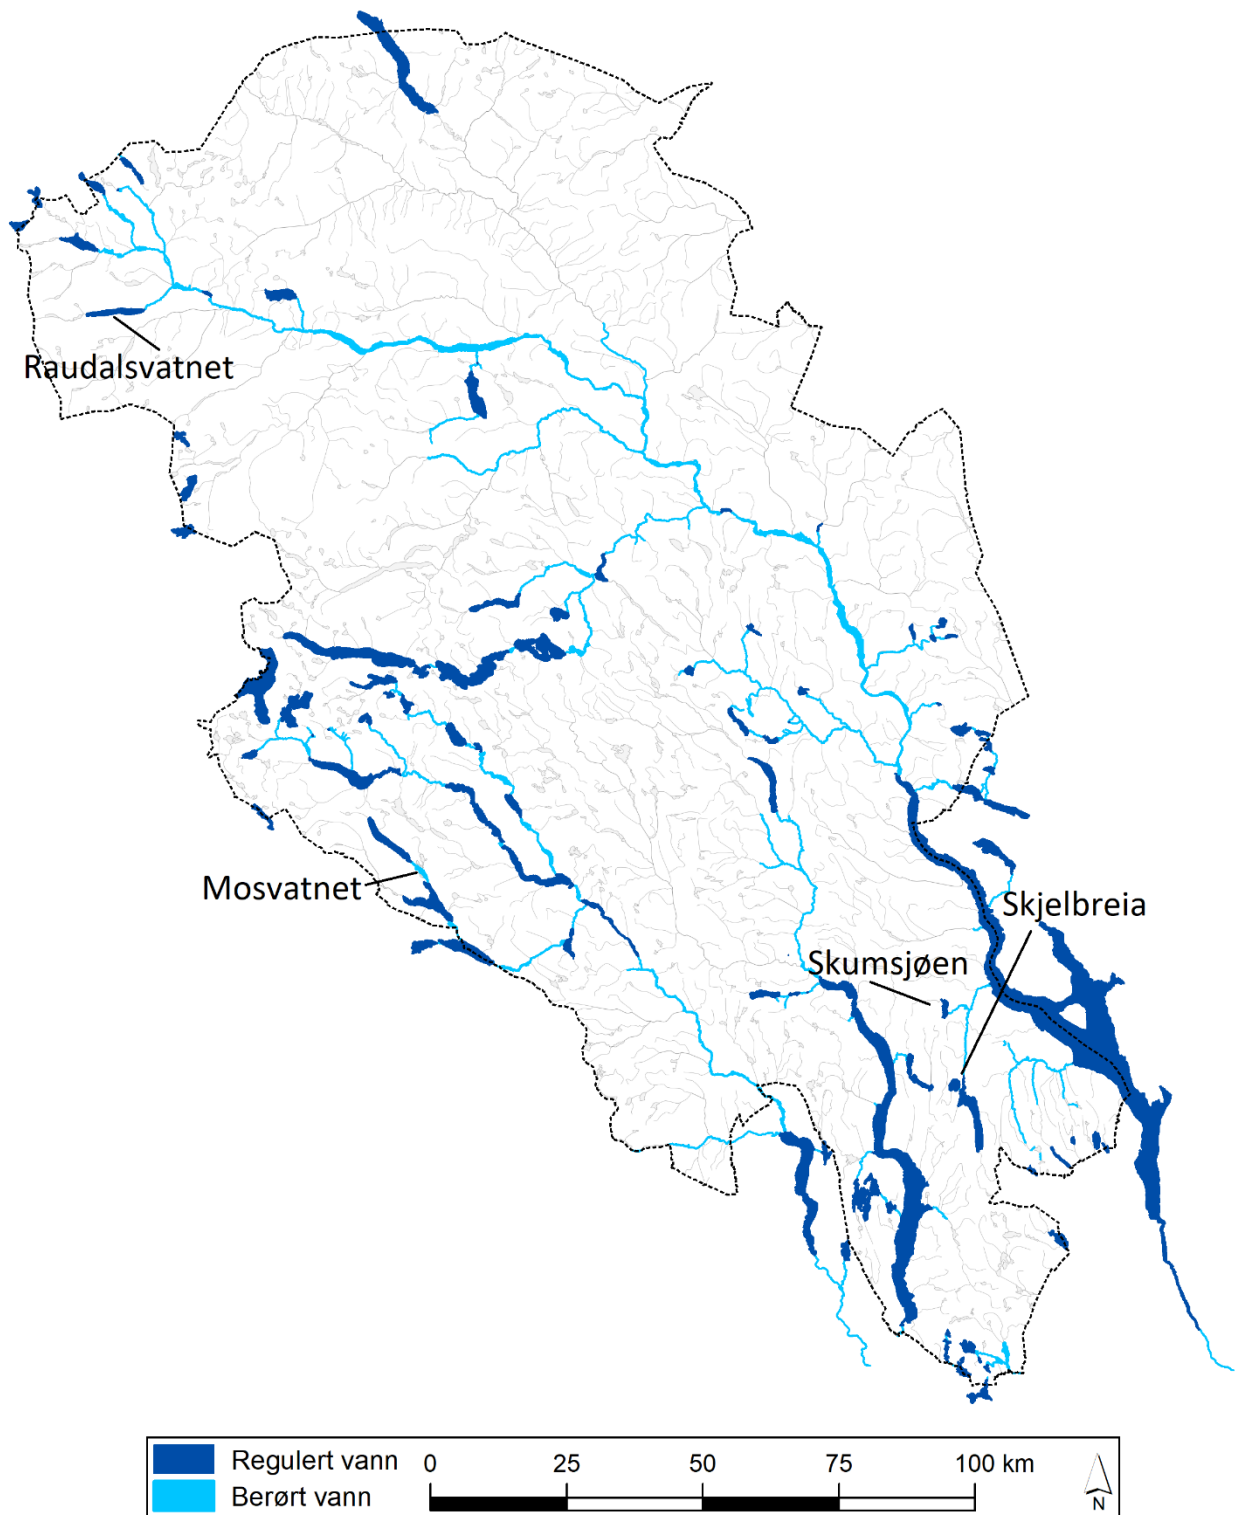 Raudalsvatnet
Mosvatnet
Skjelbreia
Skumsjøen
Regulert vann 0 25 50 75 100 km
Berørt vann
N